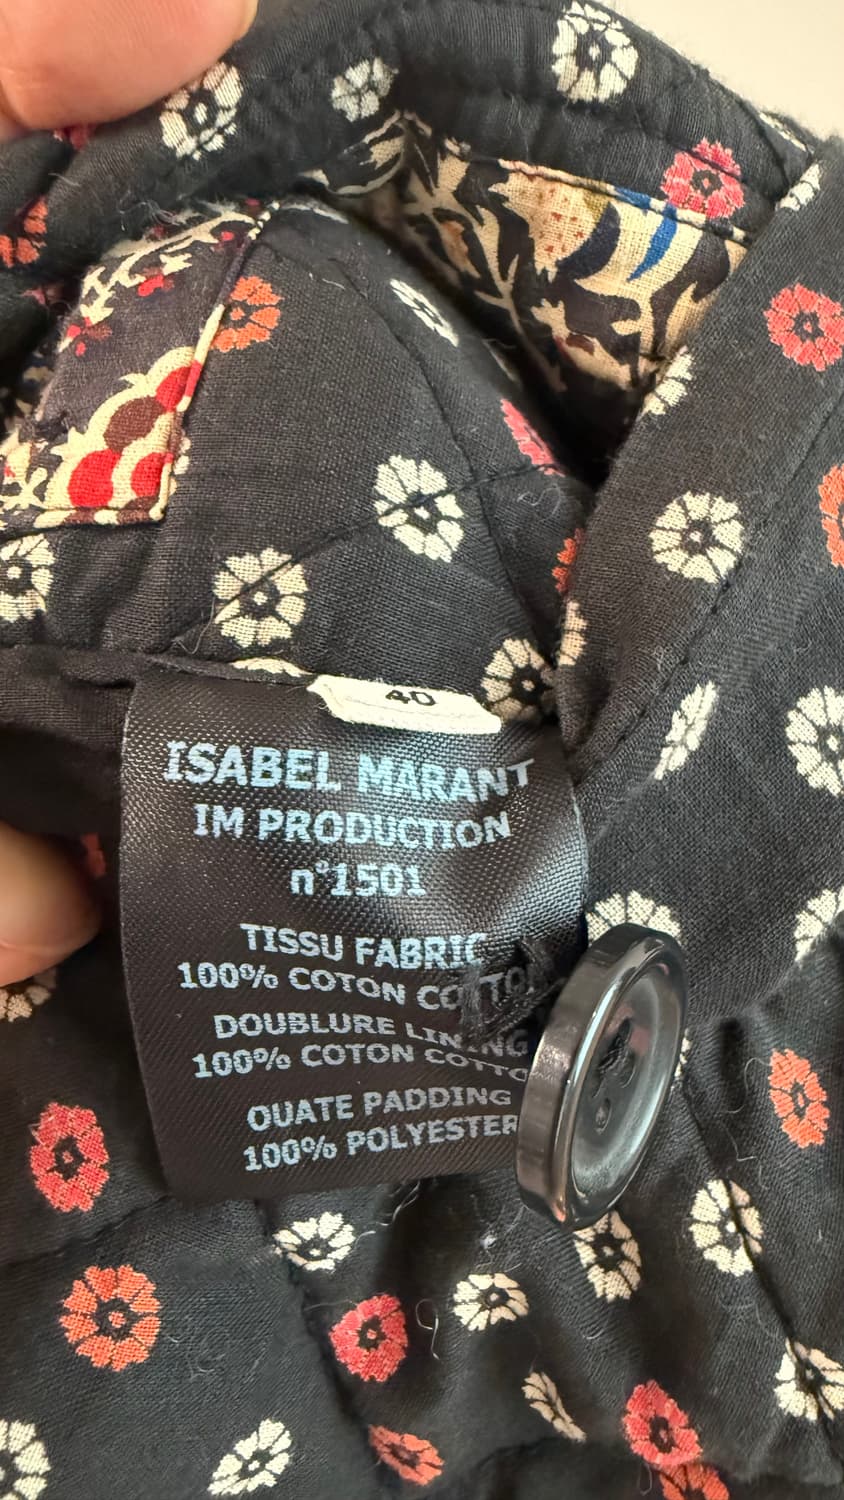 40
ISABEL MARANT
IM PRODUCTION
n°1501
TISSU FABRIC
100% COTON COTTON
DOUBLURE LINING
100% COTON COTTO
OUATE PADDING
100% POLYESTER